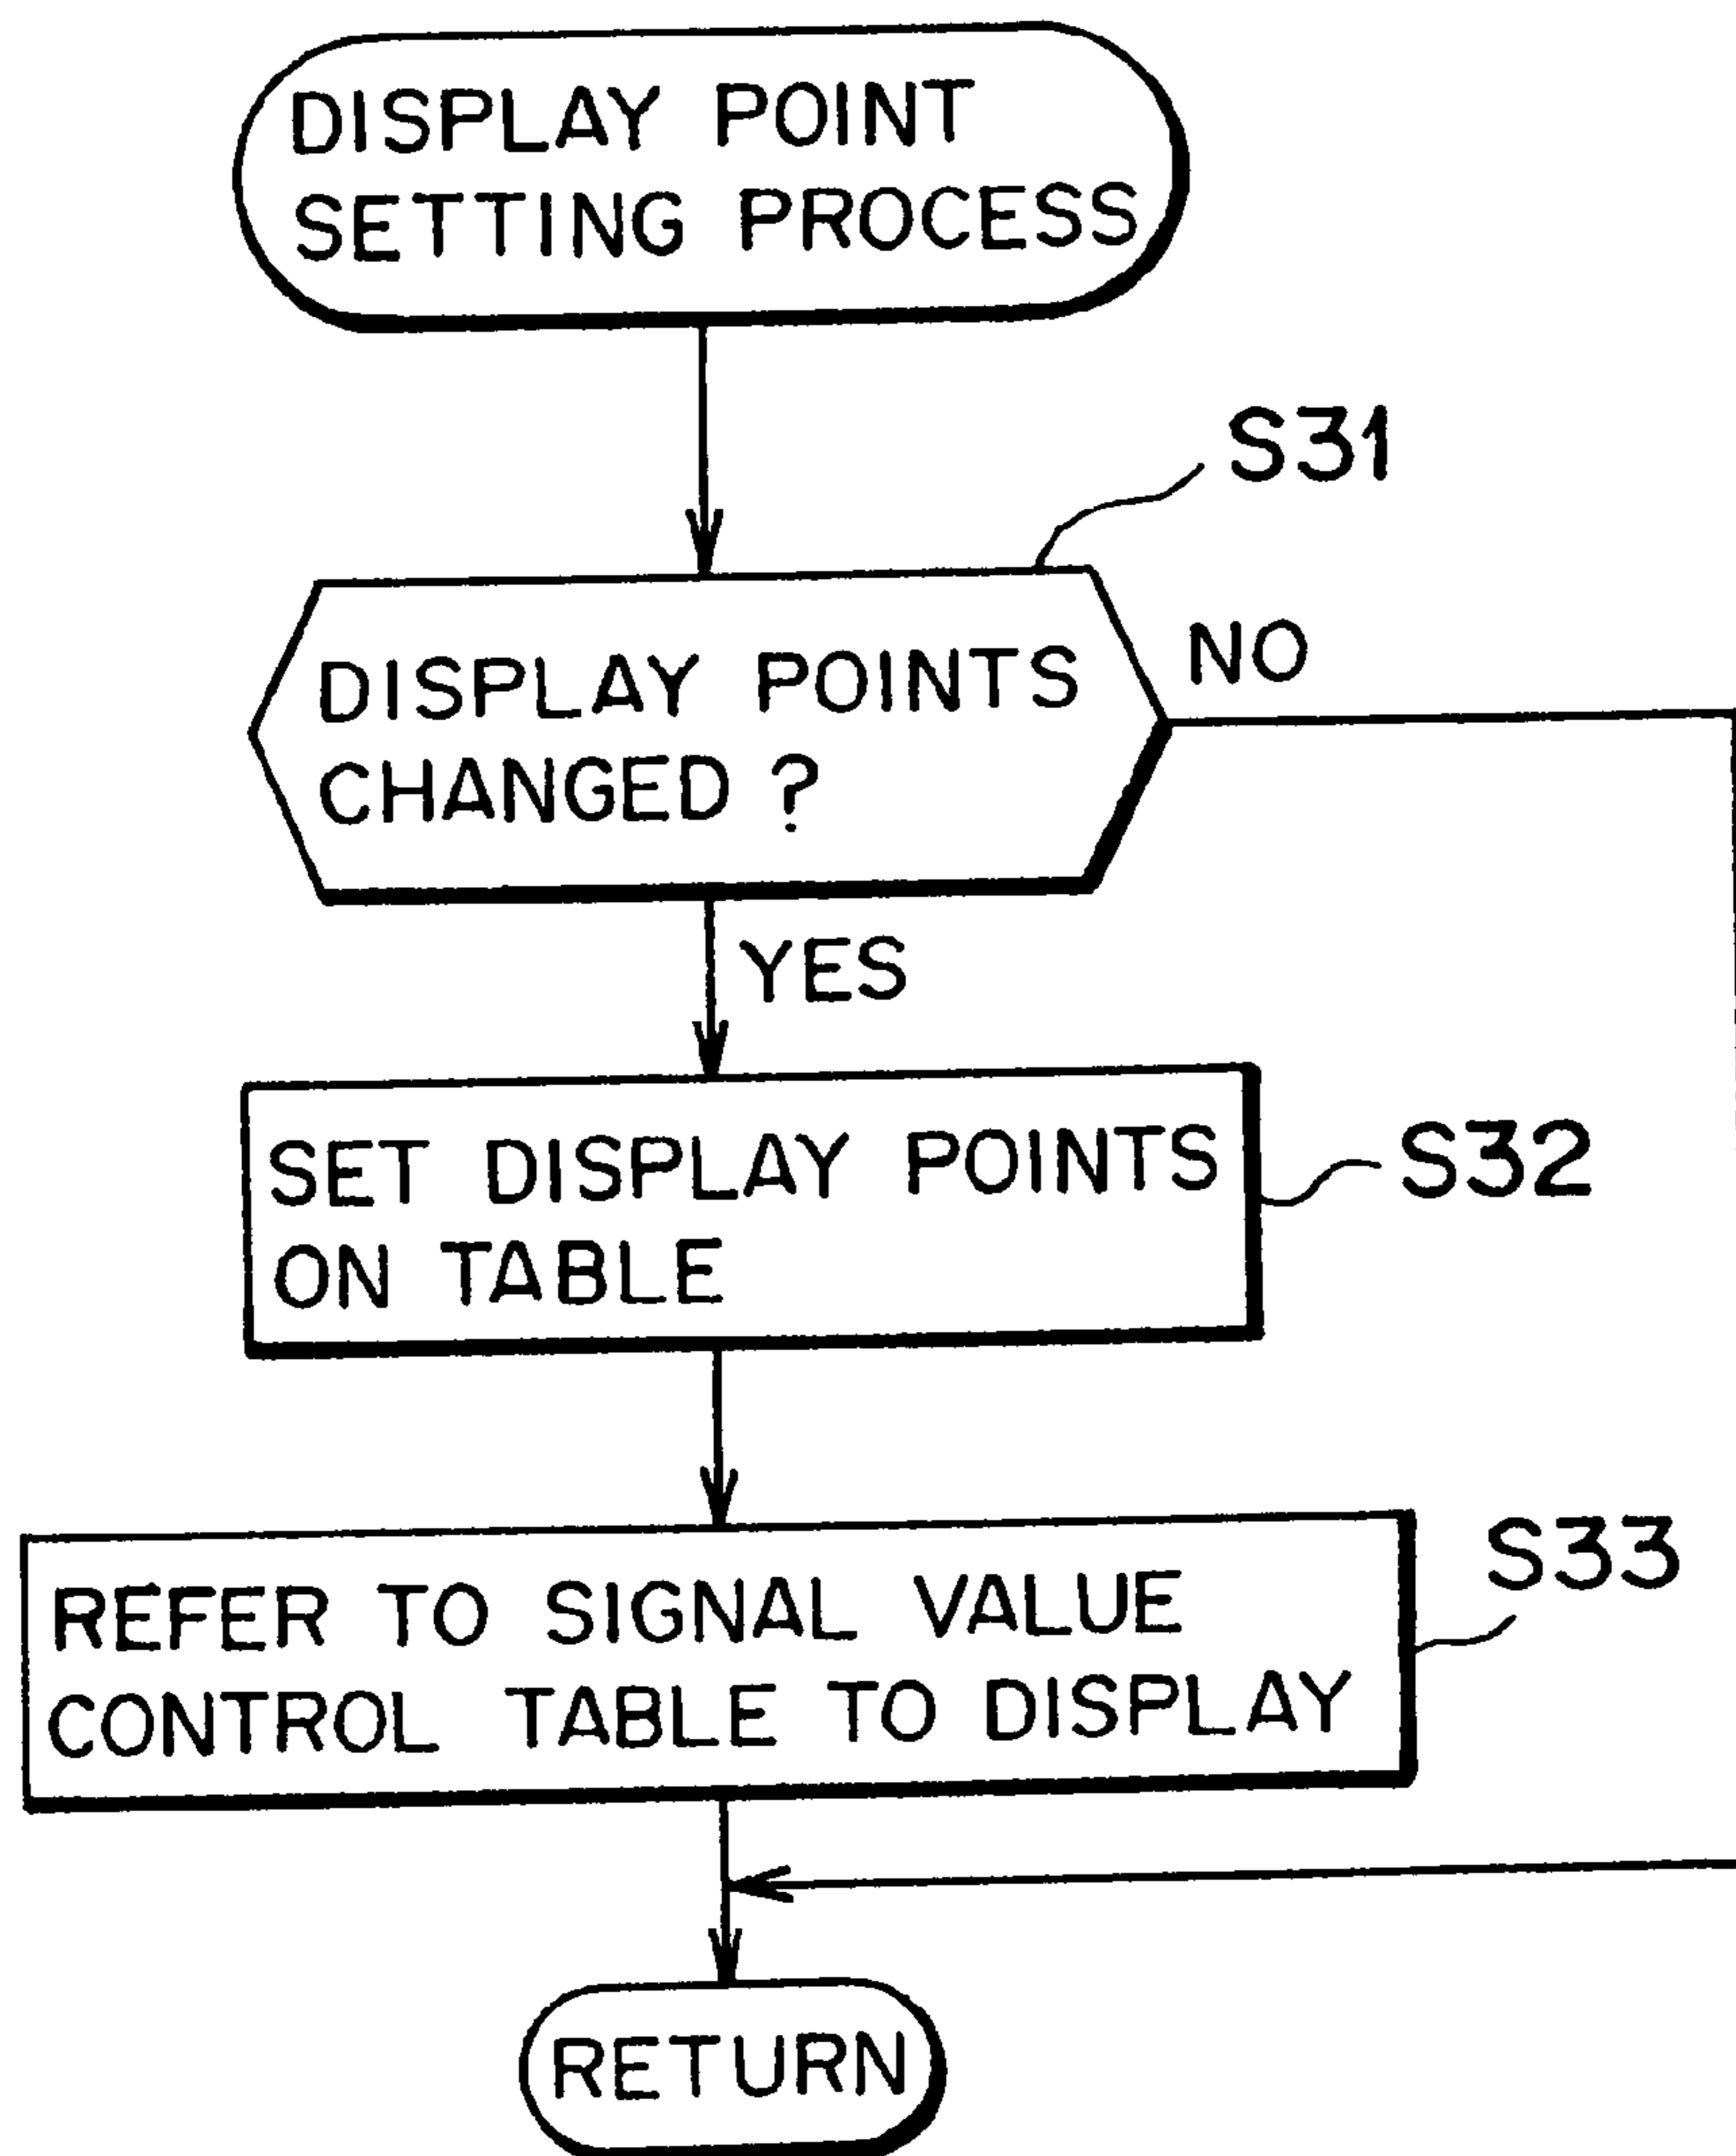 DISPLAY POINT
SETTING PROCESS
S31
DISPLAY POINTS
CHANGED ?
NO
YES
SET DISPLAY POINTS
ON TABLE
S32
REFER TO SIGNAL VALUE
CONTROL TABLE TO DISPLAY
S33
RETURN